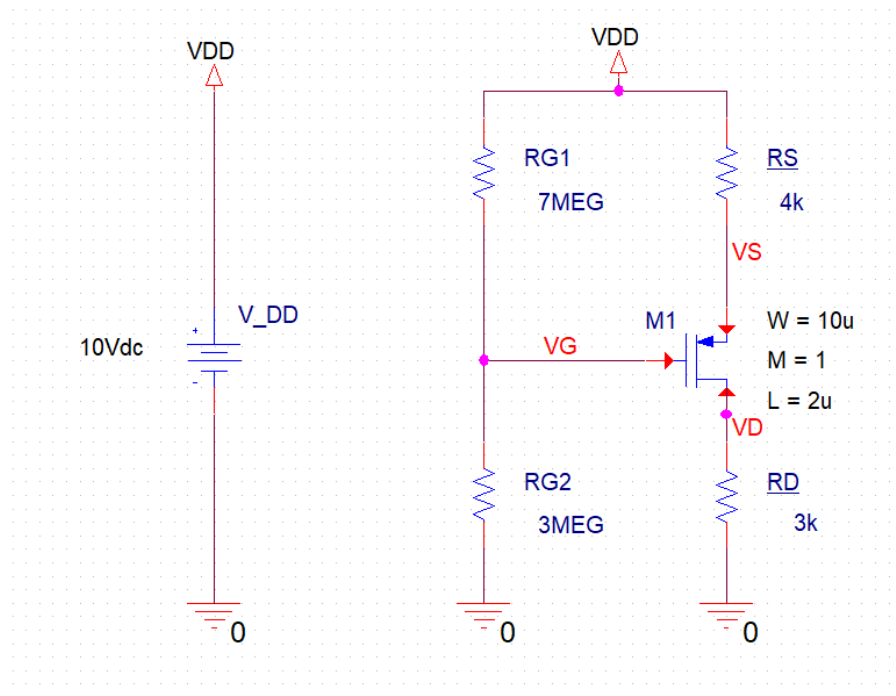 VDD
VDD
RG1
7MEG
RS
4k
VS
V_DD
+
10Vdc
-
M1
W = 10u
VG
M = 1
L = 2u
VD
RG2
3MEG
RD
3k
0
0
0